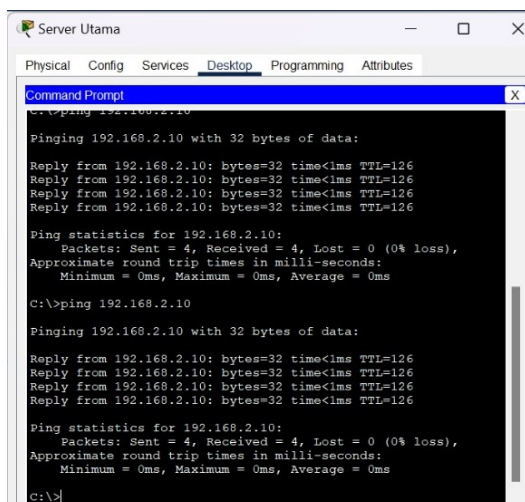 Server Utama
Physical Config Services Desktop Programming Attributes
Command Prompt
X
C:\>ping 192.168.2.10
Pinging 192.168.2.10 with 32 bytes of data:
Reply from 192.168.2.10: bytes=32 time<1ms TTL=126
Reply from 192.168.2.10: bytes=32 time<1ms TTL=126
Reply from 192.168.2.10: bytes=32 time<1ms TTL=126
Reply from 192.168.2.10: bytes=32 time<1ms TTL=126
Ping statistics for 192.168.2.10:
Packets: Sent = 4, Received = 4, Lost = 0 (0% loss),
Approximate round trip times in milli-seconds:
Minimum = 0ms, Maximum = 0ms, Average = 0ms
C:\>ping 192.168.2.10
Pinging 192.168.2.10 with 32 bytes of data:
Reply from 192.168.2.10: bytes=32 time<1ms TTL=126
Reply from 192.168.2.10: bytes=32 time<1ms TTL=126
Reply from 192.168.2.10: bytes=32 time<1ms TTL=126
Reply from 192.168.2.10: bytes=32 time<1ms TTL=126
Ping statistics for 192.168.2.10:
Packets: Sent = 4, Received = 4, Lost = 0 (0% loss),
Approximate round trip times in milli-seconds:
Minimum = 0ms, Maximum = 0ms, Average = 0ms
C:\>